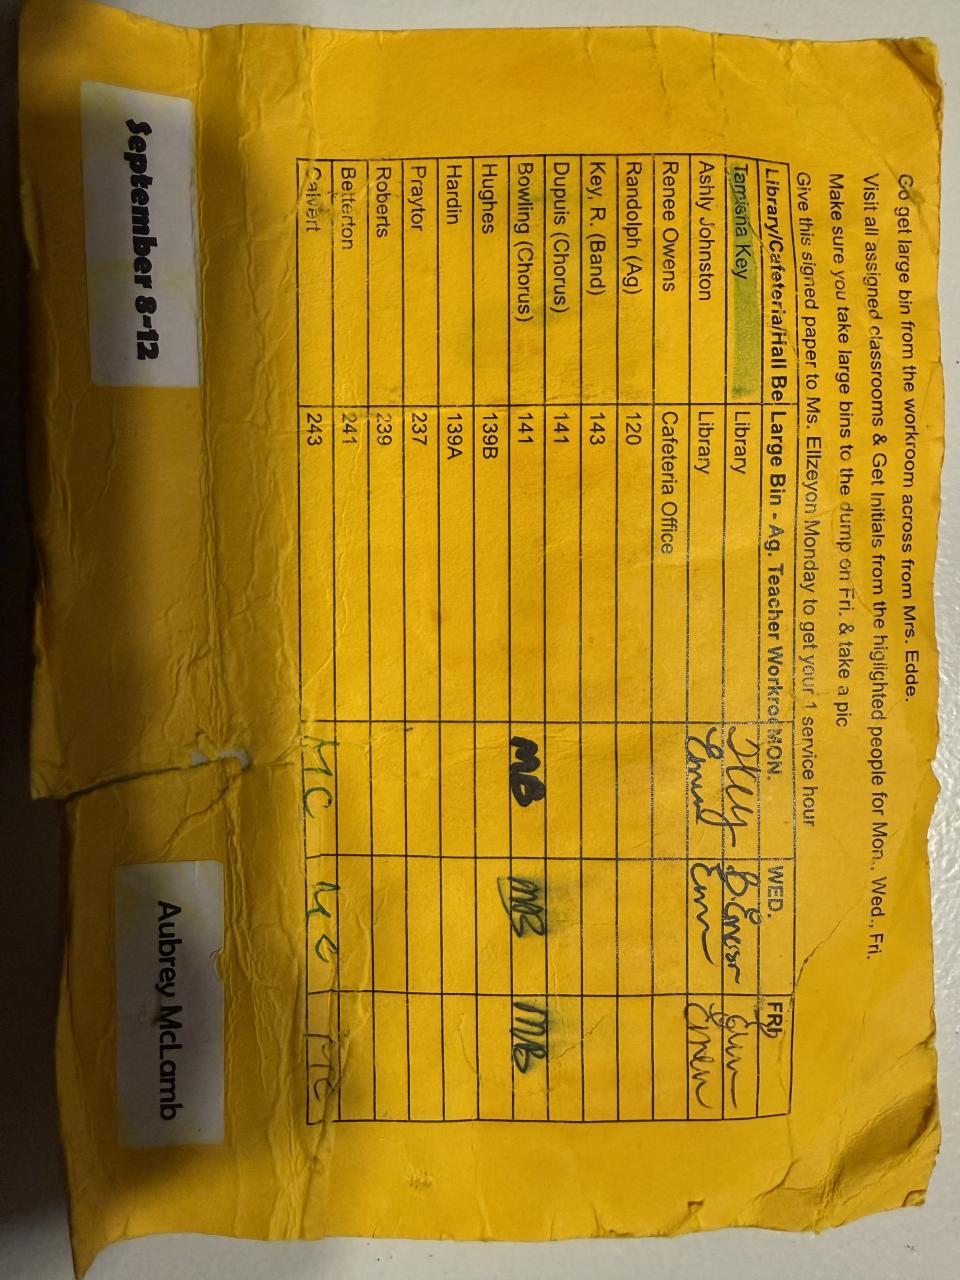 Go get large bin from the workroom across from Mrs. Edde.
Visit all assigned classrooms & Get Initials from the higlighted people for Mon., Wed., Fri.
Make sure you take large bins to the dump on Fri. & take a pic
Give this signed paper to Ms. Ellzeyon Monday to get your 1 service hour
Library/Cafeteria/Hall Be Large Bin - Ag. Teacher Workroo MON. WED. FRI
Key Library
Ashly Johnston Library
Renee Owens Cafeteria Office
Randolph (Ag) 120
Key, R. (Band) 143
Dupuis (Chorus) 141
Bowling (Chorus) 141 MB MB MB
Hughes 139B
Hardin 139A
Praytor 237
Roberts 239
Betterton 241
Calvert 243 MC MC MC
September 8-12
Aubrey McLamb